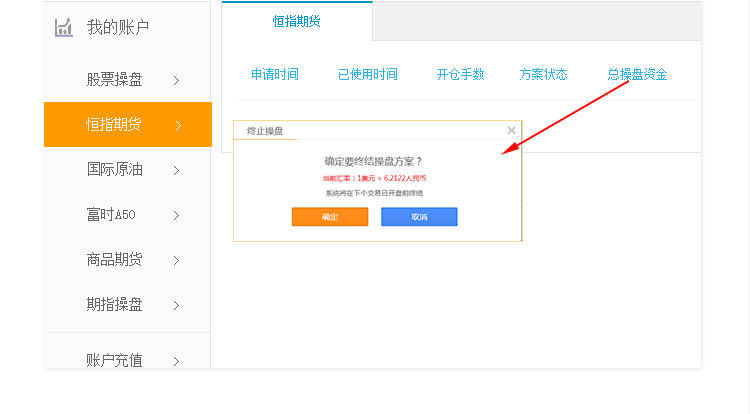 我的账户
股票操盘
恒指期货
国际原油
富时A50
商品期货
期指操盘
账户充值
恒指期货
申请时间 已使用时间 开仓手数 方案状态 总操盘资金
终止操盘
确定要终结操盘方案？
当前汇率：1美元 = 6.2122人民币
系统将在下个交易日开盘前终结
确定 取消